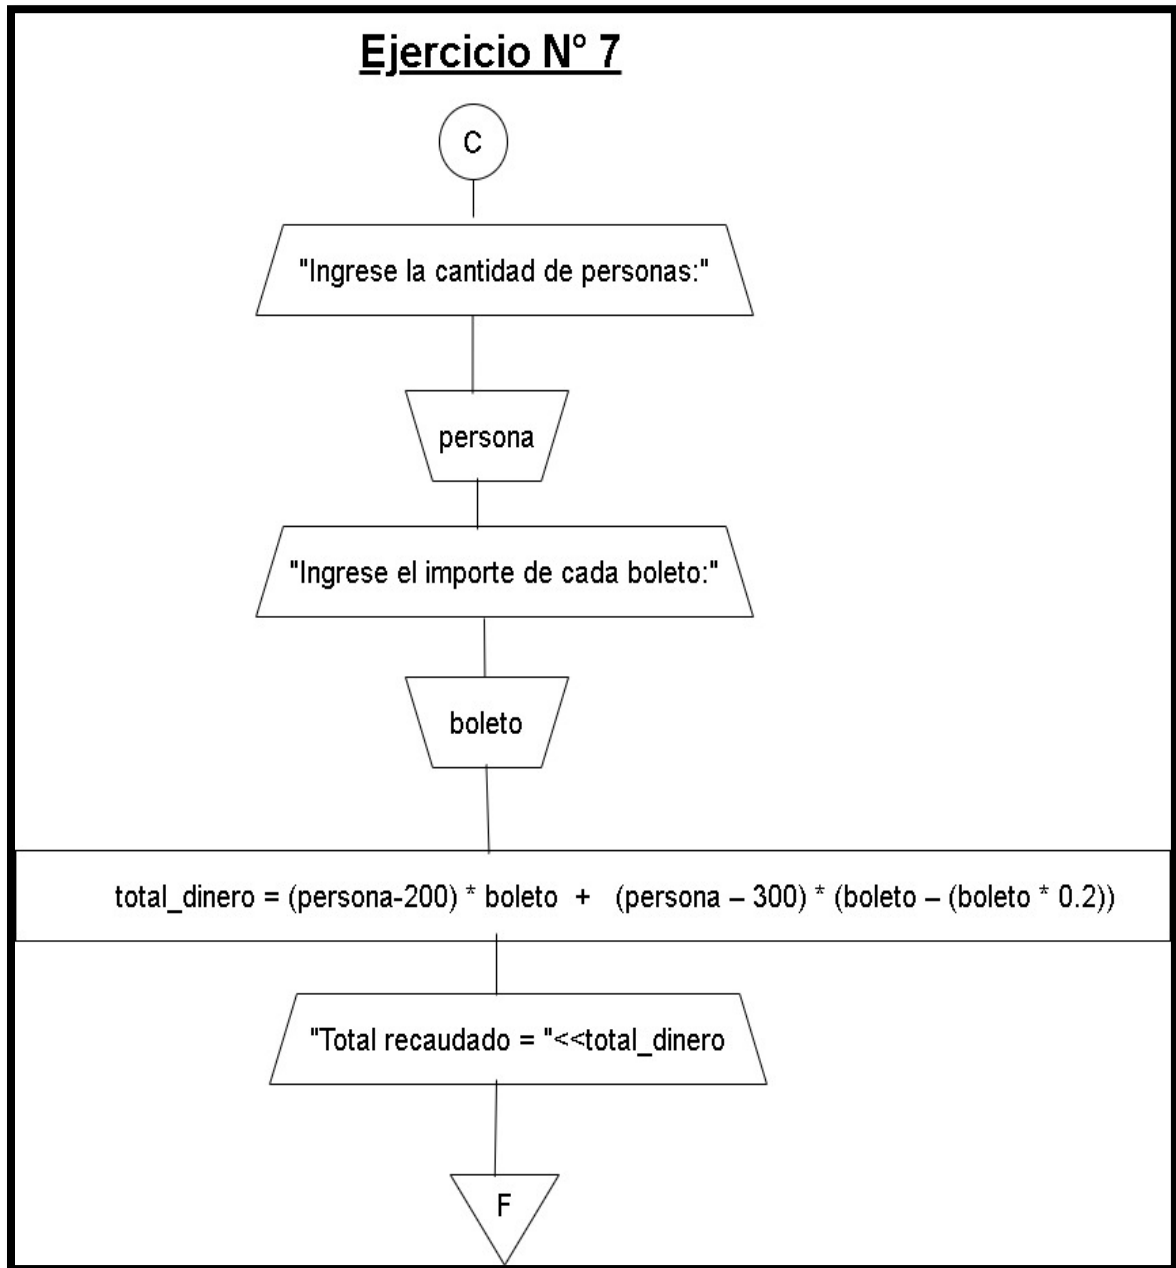 Ejercicio N° 7
C
"Ingrese la cantidad de personas:"
persona
"Ingrese el importe de cada boleto:"
boleto
total_dinero = (persona-200) * boleto + (persona – 300) * (boleto – (boleto * 0.2))
"Total recaudado = "<<total_dinero
F